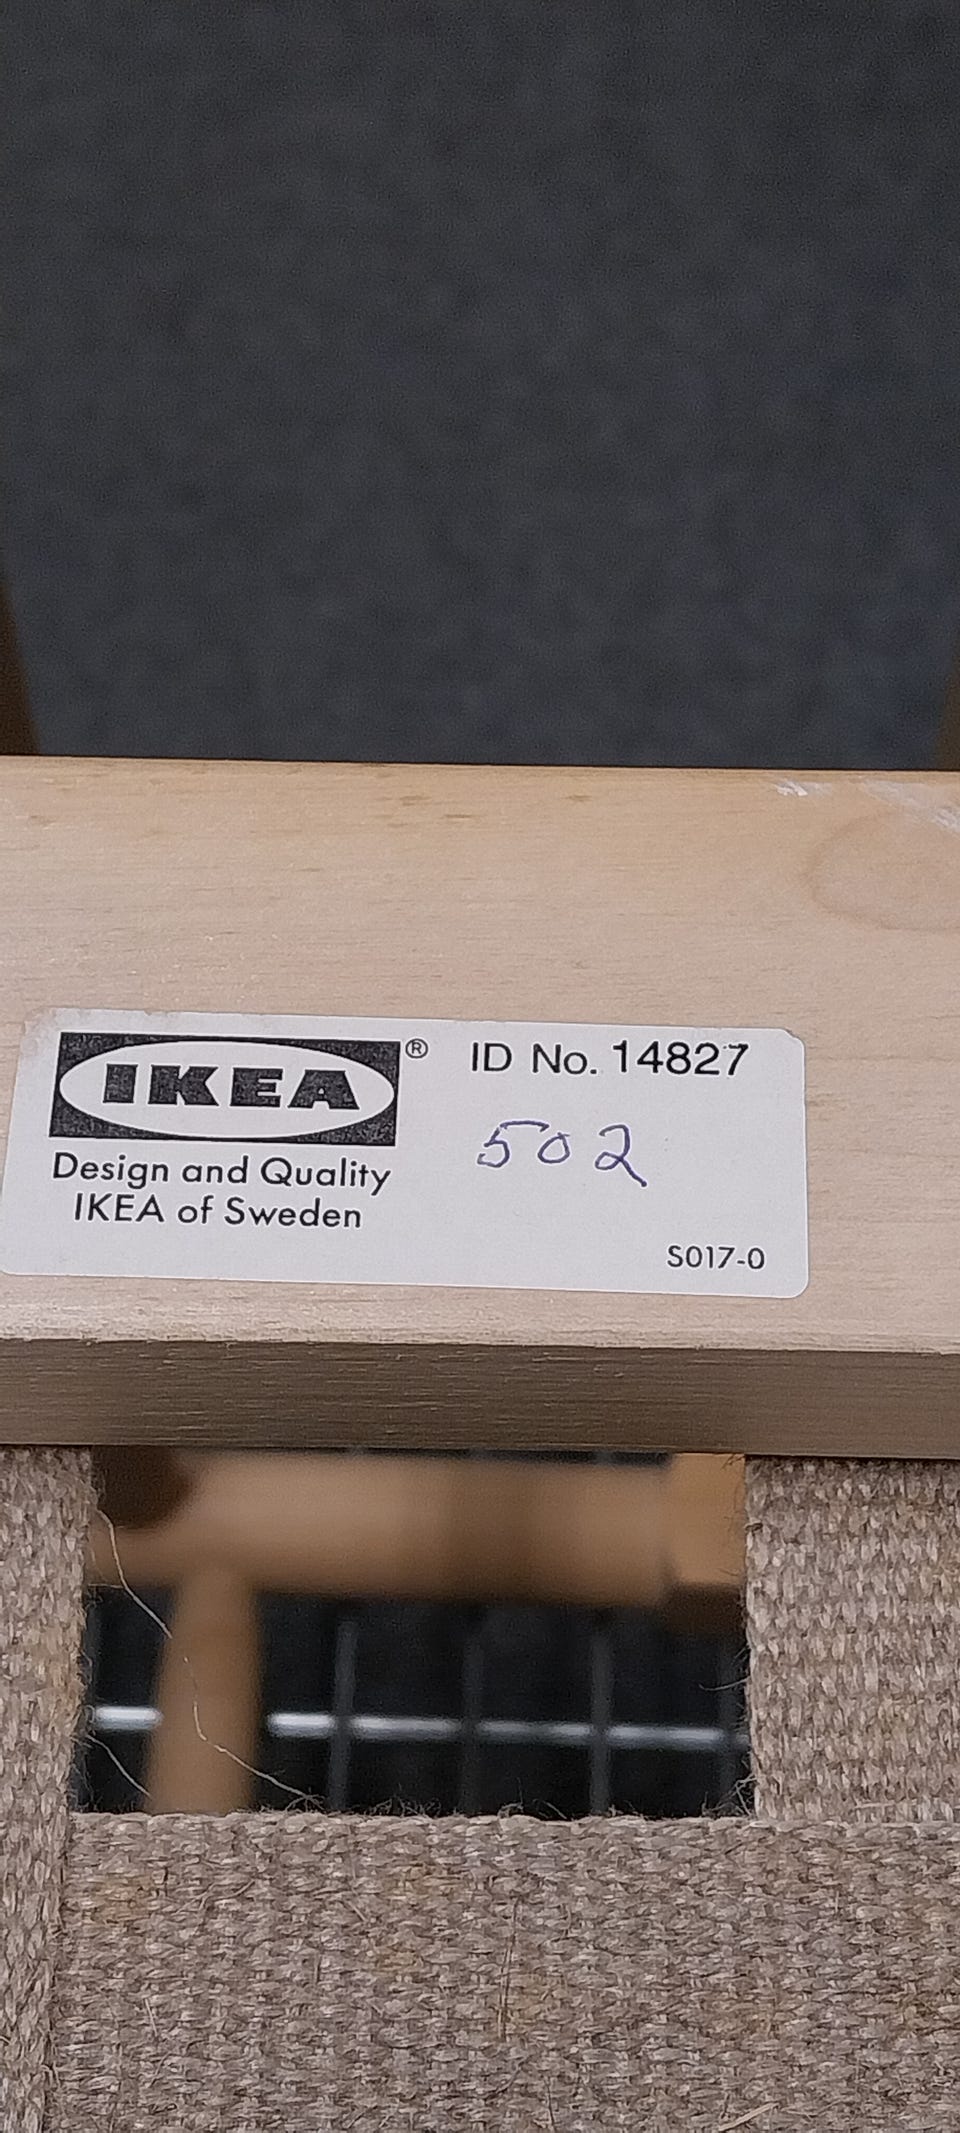 IKEA®
Design and Quality
IKEA of Sweden
ID No. 14827
502
S017-0